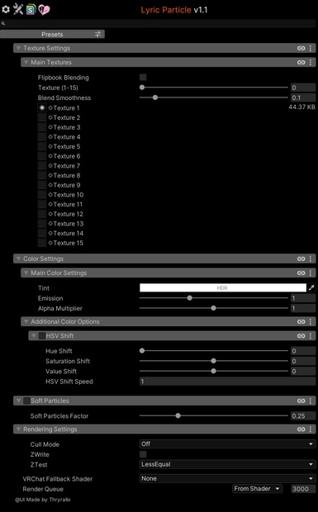 Lyric Particle v1.1
Presets
Texture Settings
Main Textures
Flipbook Blending
Texture (1-15) 0
Blend Smoothness 0.1
Texture 1 44.37 KB
Texture 2
Texture 3
Texture 4
Texture 5
Texture 6
Texture 7
Texture 8
Texture 9
Texture 10
Texture 11
Texture 12
Texture 13
Texture 14
Texture 15
Color Settings
Main Color Settings
Tint HDR
Emission 1
Alpha Multiplier 1
Additional Color Options
HSV Shift
Hue Shift 0
Saturation Shift 0
Value Shift 0
HSV Shift Speed 1
Soft Particles
Soft Particles Factor 0.25
Rendering Settings
Cull Mode Off
ZWrite
ZTest LessEqual
VRChat Fallback Shader None
Render Queue From Shader 3000
@UI Made by Thryrallo